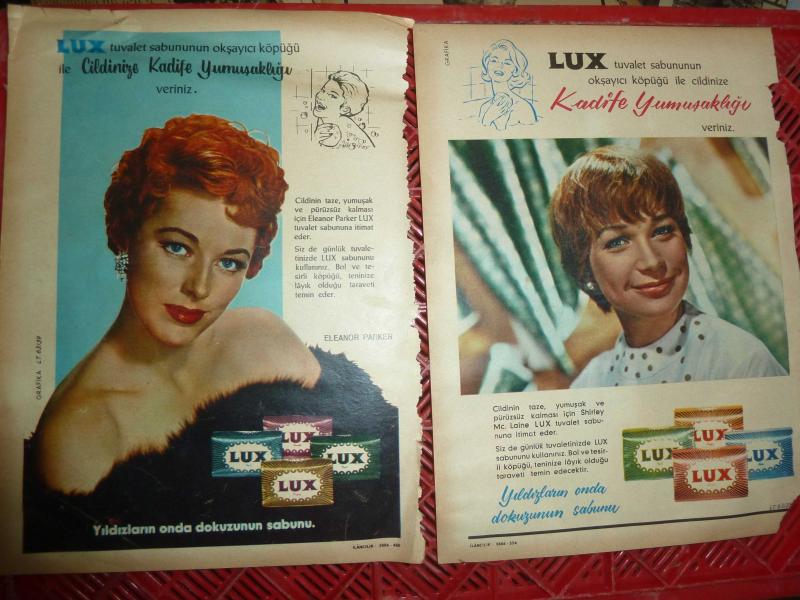 LUX tuvalet sabununun okşayıcı köpüğü
ile Cildinize Kadife Yumuşaklığı
veriniz.
Cildinin taze, yumuşak
ve pürüzsüz kalması
için Eleanor Parker LUX
tuvalet sabununa itimat
eder.
Siz de günlük tuvale-
tinizde LUX sabununu
kullanınız. Bol ve te-
sirli köpüğü, teninize
lâyık olduğu taraveti
temin eder.
ELEANOR PARKER
GRAFIKA
LUX
LUX
LUX
LUX
Yıldızların onda dokuzunun sabunu.
İLÂNCILIK
GRAFIKA
LUX tuvalet sabununun
okşayıcı köpüğü ile cildinize
Kadife Yumuşaklığı
veriniz.
Cildinin taze, yumuşak ve
pürüzsüz kalması için Shirley
Mc. Laine LUX tuvalet sabu-
nuna itimat eder.
Siz de günlük tuvaletinizde LUX
sabununu kullanınız. Bol ve tesir-
li köpüğü, teninize lâyık olduğu
taraveti temin edecektir.
Yıldızların onda
dokuzunun sabunu
LUX
LUX
LUX
LUX
İLÂNCILIK